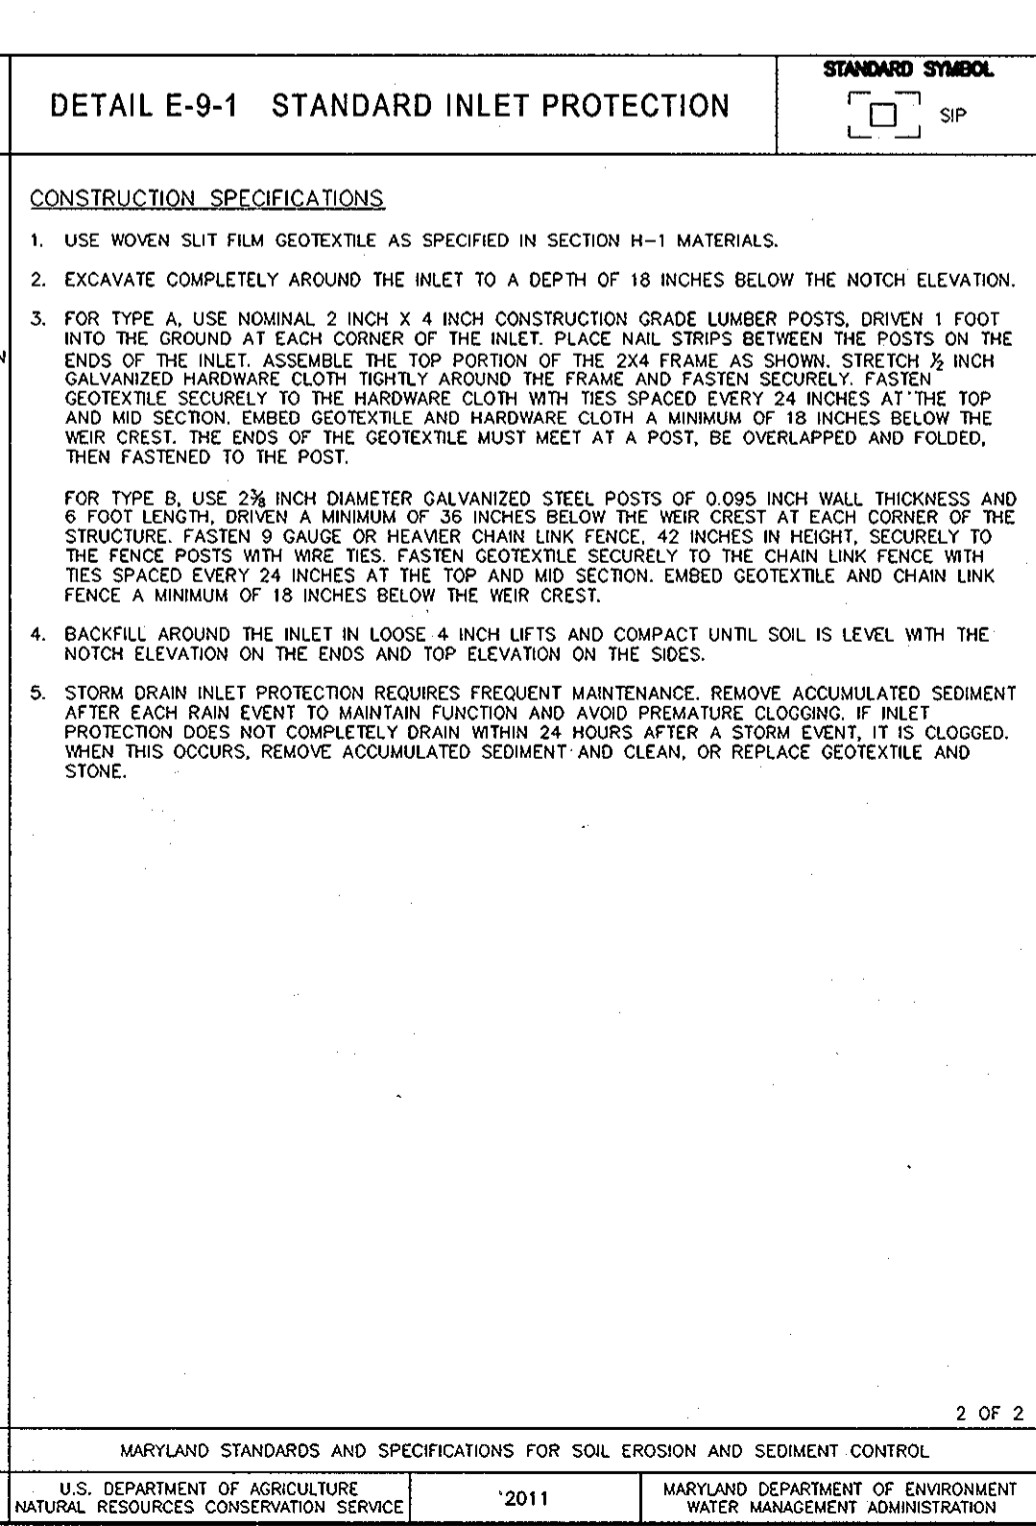 STANDARD SYMBOL
DETAIL E-9-1 STANDARD INLET PROTECTION
SIP
CONSTRUCTION SPECIFICATIONS
1. USE WOVEN SLIT FILM GEOTEXTILE AS SPECIFIED IN SECTION H-1 MATERIALS.
2. EXCAVATE COMPLETELY AROUND THE INLET TO A DEPTH OF 18 INCHES BELOW THE NOTCH ELEVATION.
3. FOR TYPE A, USE NOMINAL 2 INCH X 4 INCH CONSTRUCTION GRADE LUMBER POSTS, DRIVEN 1 FOOT
INTO THE GROUND AT EACH CORNER OF THE INLET. PLACE NAIL STRIPS BETWEEN THE POSTS ON THE
ENDS OF THE INLET. ASSEMBLE THE TOP PORTION OF THE 2X4 FRAME AS SHOWN. STRETCH ½ INCH
GALVANIZED HARDWARE CLOTH TIGHTLY AROUND THE FRAME AND FASTEN SECURELY. FASTEN
GEOTEXTILE SECURELY TO THE HARDWARE CLOTH WITH TIES SPACED EVERY 24 INCHES AT THE TOP
AND MID SECTION. EMBED GEOTEXTILE AND HARDWARE CLOTH A MINIMUM OF 18 INCHES BELOW THE
WEIR CREST. THE ENDS OF THE GEOTEXTILE MUST MEET AT A POST, BE OVERLAPPED AND FOLDED,
THEN FASTENED TO THE POST.
FOR TYPE B, USE 2⅜ INCH DIAMETER GALVANIZED STEEL POSTS OF 0.095 INCH WALL THICKNESS AND
6 FOOT LENGTH, DRIVEN A MINIMUM OF 36 INCHES BELOW THE WEIR CREST AT EACH CORNER OF THE
STRUCTURE. FASTEN 9 GAUGE OR HEAVIER CHAIN LINK FENCE, 42 INCHES IN HEIGHT, SECURELY TO
THE FENCE POSTS WITH WIRE TIES. FASTEN GEOTEXTILE SECURELY TO THE CHAIN LINK FENCE WITH
TIES SPACED EVERY 24 INCHES AT THE TOP AND MID SECTION. EMBED GEOTEXTILE AND CHAIN LINK
FENCE A MINIMUM OF 18 INCHES BELOW THE WEIR CREST.
4. BACKFILL AROUND THE INLET IN LOOSE 4 INCH LIFTS AND COMPACT UNTIL SOIL IS LEVEL WITH THE
NOTCH ELEVATION ON THE ENDS AND TOP ELEVATION ON THE SIDES.
5. STORM DRAIN INLET PROTECTION REQUIRES FREQUENT MAINTENANCE. REMOVE ACCUMULATED SEDIMENT
AFTER EACH RAIN EVENT TO MAINTAIN FUNCTION AND AVOID PREMATURE CLOGGING. IF INLET
PROTECTION DOES NOT COMPLETELY DRAIN WITHIN 24 HOURS AFTER A STORM EVENT, IT IS CLOGGED.
WHEN THIS OCCURS, REMOVE ACCUMULATED SEDIMENT AND CLEAN, OR REPLACE GEOTEXTILE AND
STONE.
2 OF 2
MARYLAND STANDARDS AND SPECIFICATIONS FOR SOIL EROSION AND SEDIMENT CONTROL
U.S. DEPARTMENT OF AGRICULTURE
NATURAL RESOURCES CONSERVATION SERVICE
2011
MARYLAND DEPARTMENT OF ENVIRONMENT
WATER MANAGEMENT ADMINISTRATION